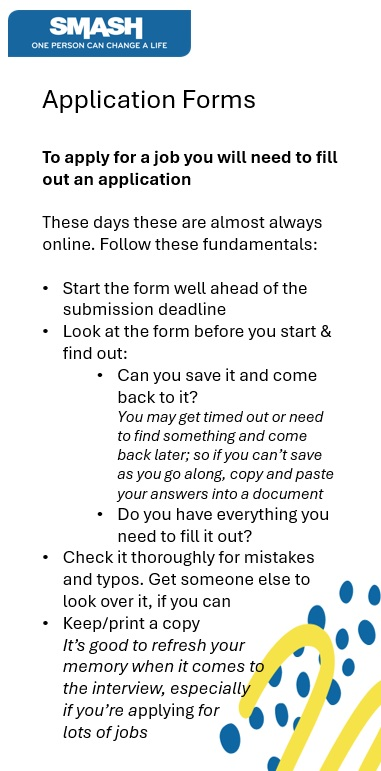 SMASH
ONE PERSON CAN CHANGE A LIFE
Application Forms
To apply for a job you will need to fill
out an application
These days these are almost always
online. Follow these fundamentals:
• Start the form well ahead of the
submission deadline
• Look at the form before you start &
find out:
• Can you save it and come
back to it?
You may get timed out or need
to find something and come
back later; so if you can't save
as you go along, copy and paste
your answers into a document
• Do you have everything you
need to fill it out?
• Check it thoroughly for mistakes
and typos. Get someone else to
look over it, if you can
• Keep/print a copy
It's good to refresh your
memory when it comes to
the interview, especially
if you're applying for
lots of jobs